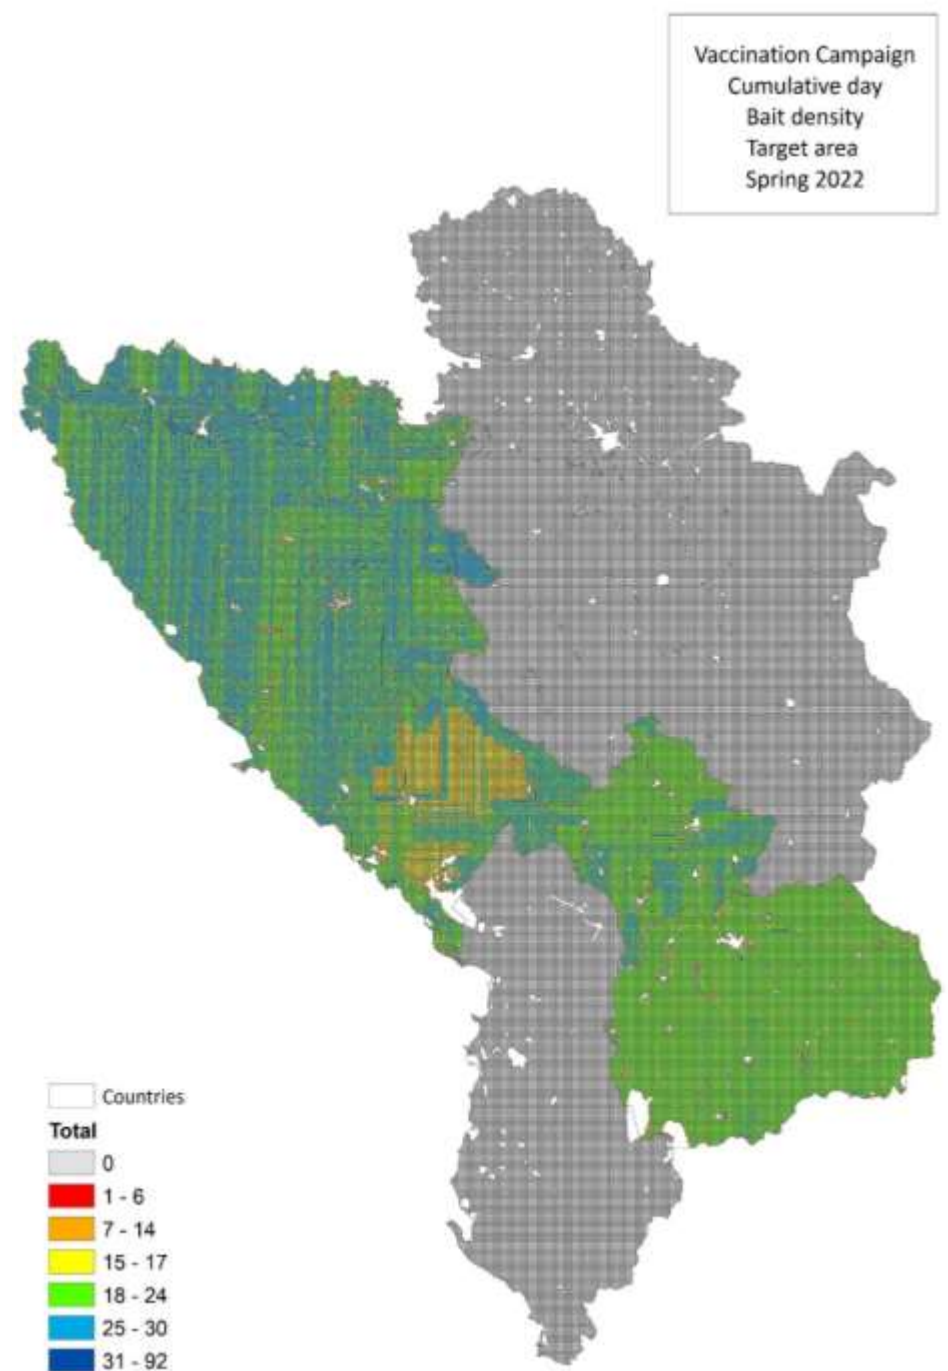 Vaccination Campaign
Cumulative day
Bait density
Target area
Spring 2022
Countries
Total
0
1 - 6
7 - 14
15 - 17
18 - 24
25 - 30
31 - 92